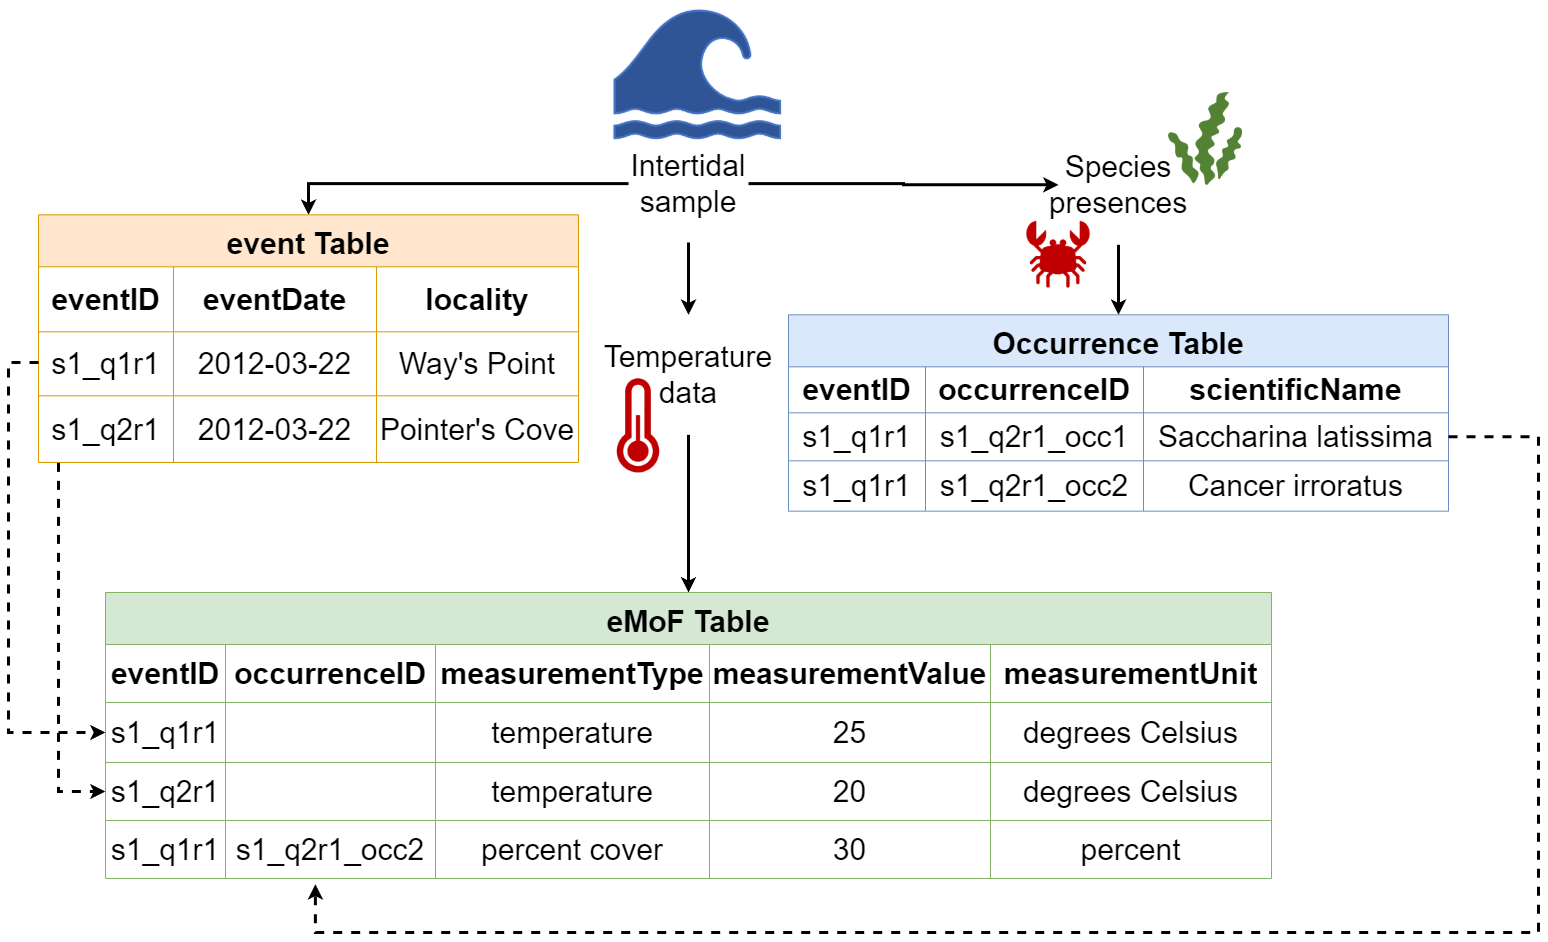 Intertidal
sample
Species
presences
event Table
eventID eventDate locality
s1_q1r1 2012-03-22 Way's Point
s1_q2r1 2012-03-22 Pointer's Cove
Temperature
data
Occurrence Table
eventID occurrenceID scientificName
s1_q1r1 s1_q2r1_occ1 Saccharina latissima
s1_q1r1 s1_q2r1_occ2 Cancer irroratus
eMoF Table
eventID occurrenceID measurementType measurementValue measurementUnit
s1_q1r1 temperature 25 degrees Celsius
s1_q2r1 temperature 20 degrees Celsius
s1_q1r1 s1_q2r1_occ2 percent cover 30 percent